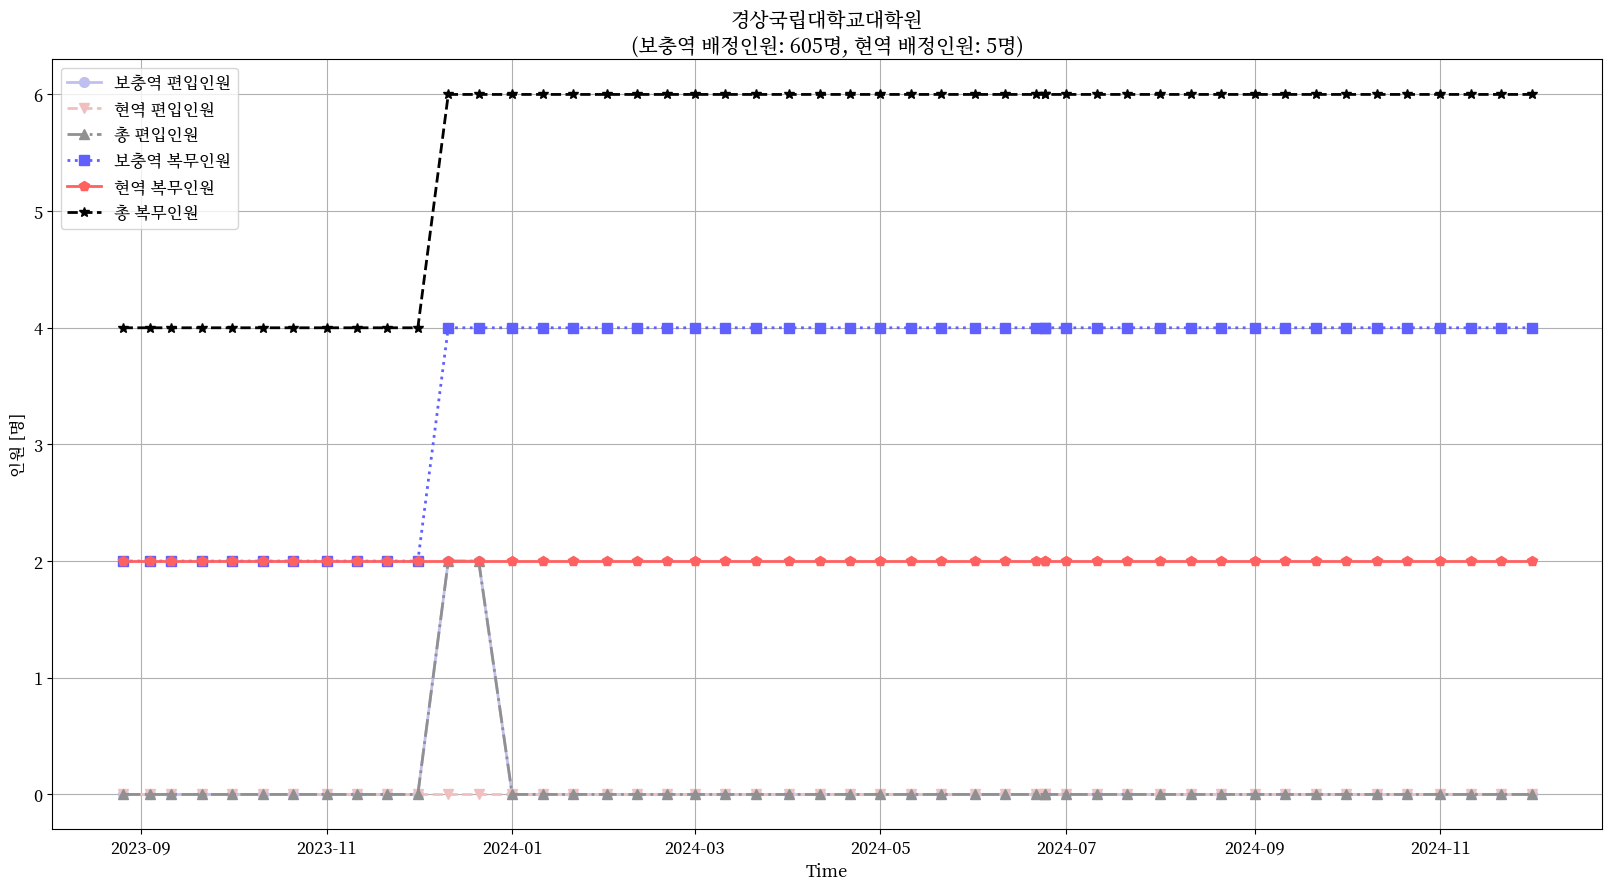 경상국립대학교대학원
(보충역 배정인원: 605명, 현역 배정인원: 5명)
보충역 편입인원
현역 편입인원
총 편입인원
보충역 복무인원
현역 복무인원
총 복무인원
6
5
4
3
2
1
0
인원 [명]
2023-09
2023-11
2024-01
2024-03
2024-05
2024-07
2024-09
2024-11
Time